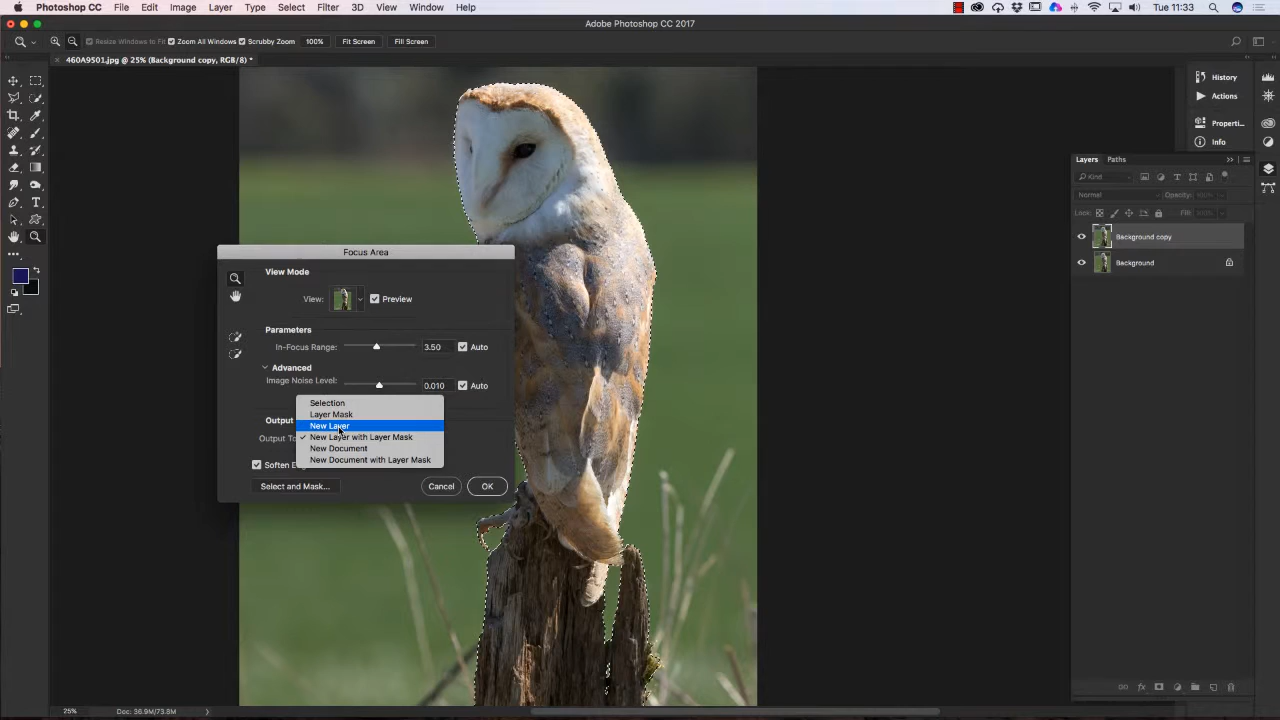 Photoshop CC File Edit Image Layer Type Select Filter 3D View Window Help Tue 11:33
Adobe Photoshop CC 2017
Resize Windows to Fit Zoom All Windows Scrubby Zoom 100% Fit Screen Fill Screen
460A9501.jpg @ 25% (Background copy, RGB/8) *
History
Actions
Properti...
Info
Layers Paths
Kind
Normal Opacity: 100%
Lock: Fill: 100%
Background copy
Background
Focus Area
View Mode
View: Preview
Parameters
In-Focus Range: 3.50 Auto
Advanced
Image Noise Level: 0.010 Auto
Output
Output To
Selection
Layer Mask
New Layer
New Layer with Layer Mask
New Document
New Document with Layer Mask
Soften
Select and Mask... Cancel OK
25% Doc: 36.9M/73.8M